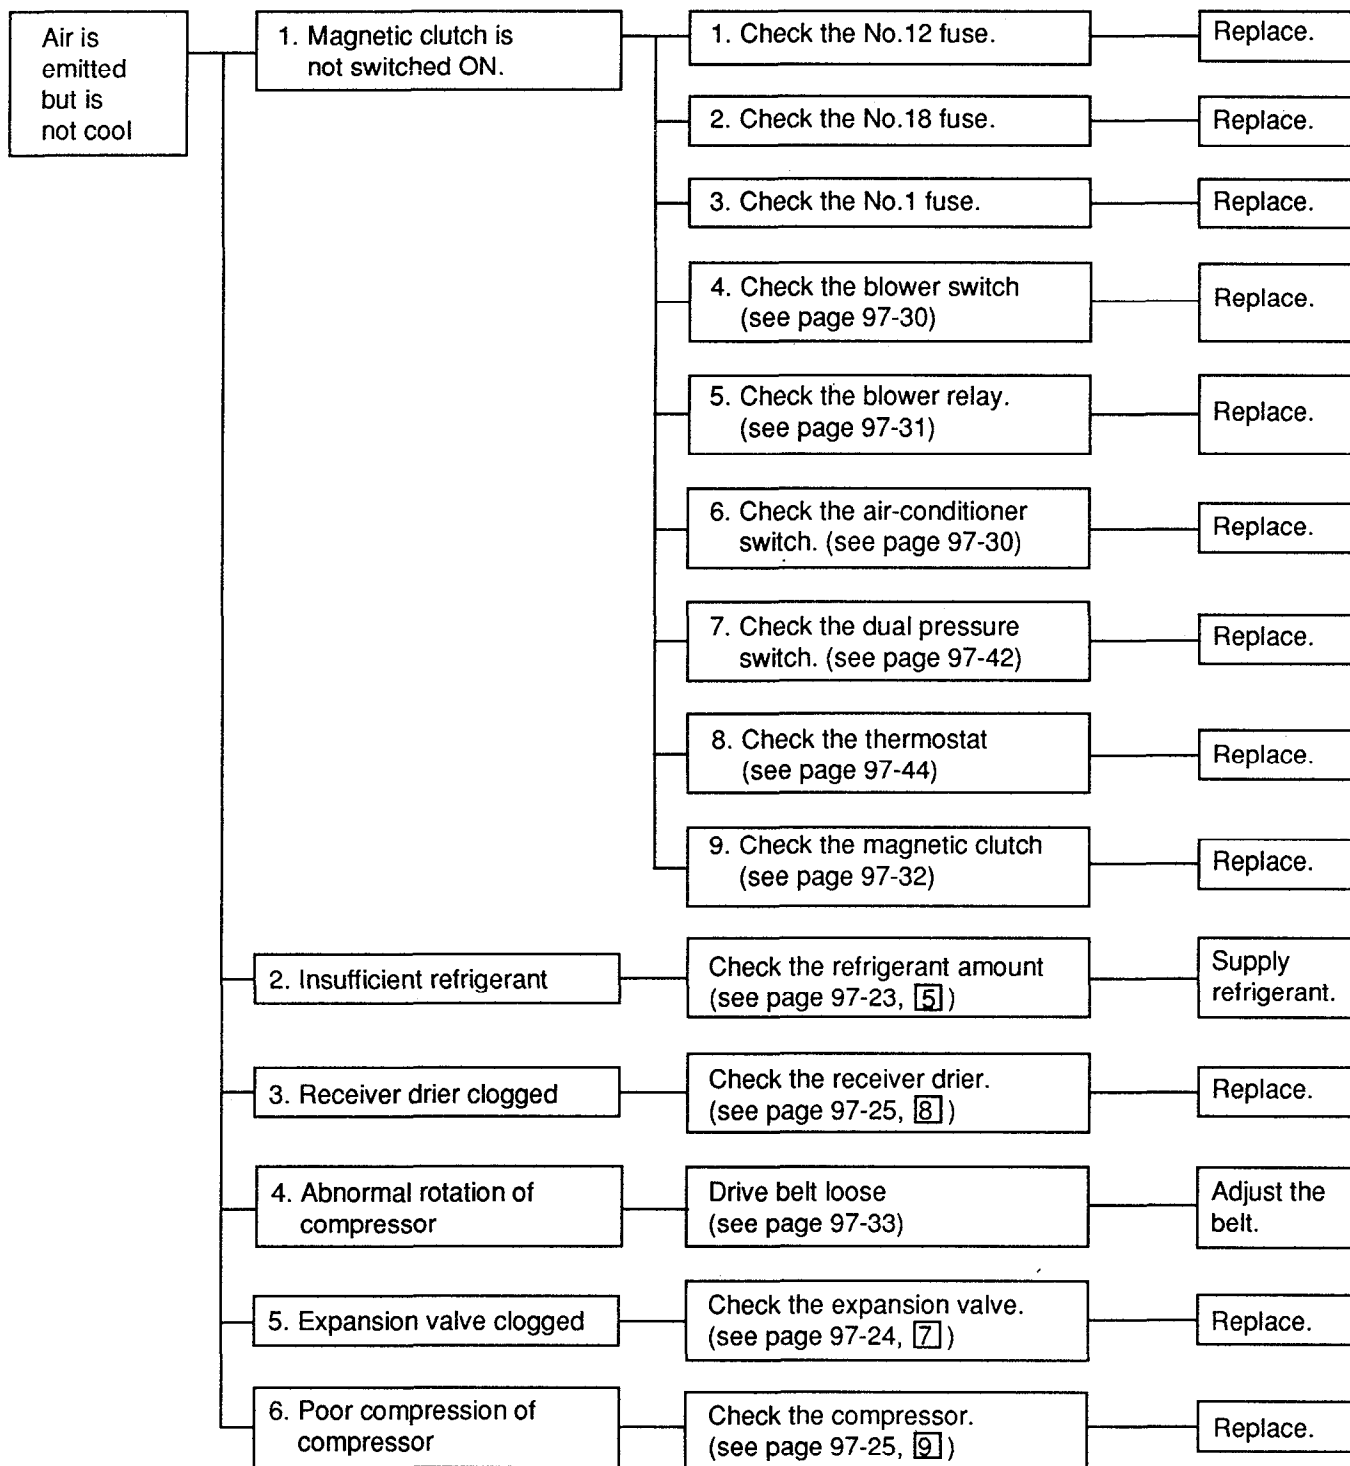 Air is
emitted
but is
not cool
1. Magnetic clutch is
not switched ON.
1. Check the No.12 fuse.
Replace.
2. Check the No.18 fuse.
Replace.
3. Check the No.1 fuse.
Replace.
4. Check the blower switch
(see page 97-30)
Replace.
5. Check the blower relay.
(see page 97-31)
Replace.
6. Check the air-conditioner
switch. (see page 97-30)
Replace.
7. Check the dual pressure
switch. (see page 97-42)
Replace.
8. Check the thermostat
(see page 97-44)
Replace.
9. Check the magnetic clutch
(see page 97-32)
Replace.
2. Insufficient refrigerant
Check the refrigerant amount
(see page 97-23, 5)
Supply
refrigerant.
3. Receiver drier clogged
Check the receiver drier.
(see page 97-25, 8)
Replace.
4. Abnormal rotation of
compressor
Drive belt loose
(see page 97-33)
Adjust the
belt.
5. Expansion valve clogged
Check the expansion valve.
(see page 97-24, 7)
Replace.
6. Poor compression of
compressor
Check the compressor.
(see page 97-25, 9)
Replace.